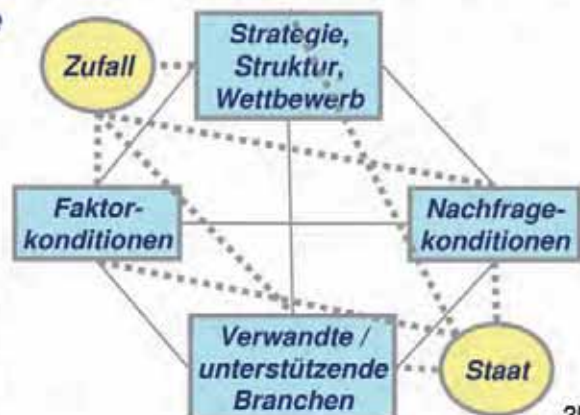 Strategie,
Struktur,
Wettbewerb
Zufall
Faktor-
konditionen
Nachfrage-
konditionen
Verwandte /
unterstützende
Branchen
Staat